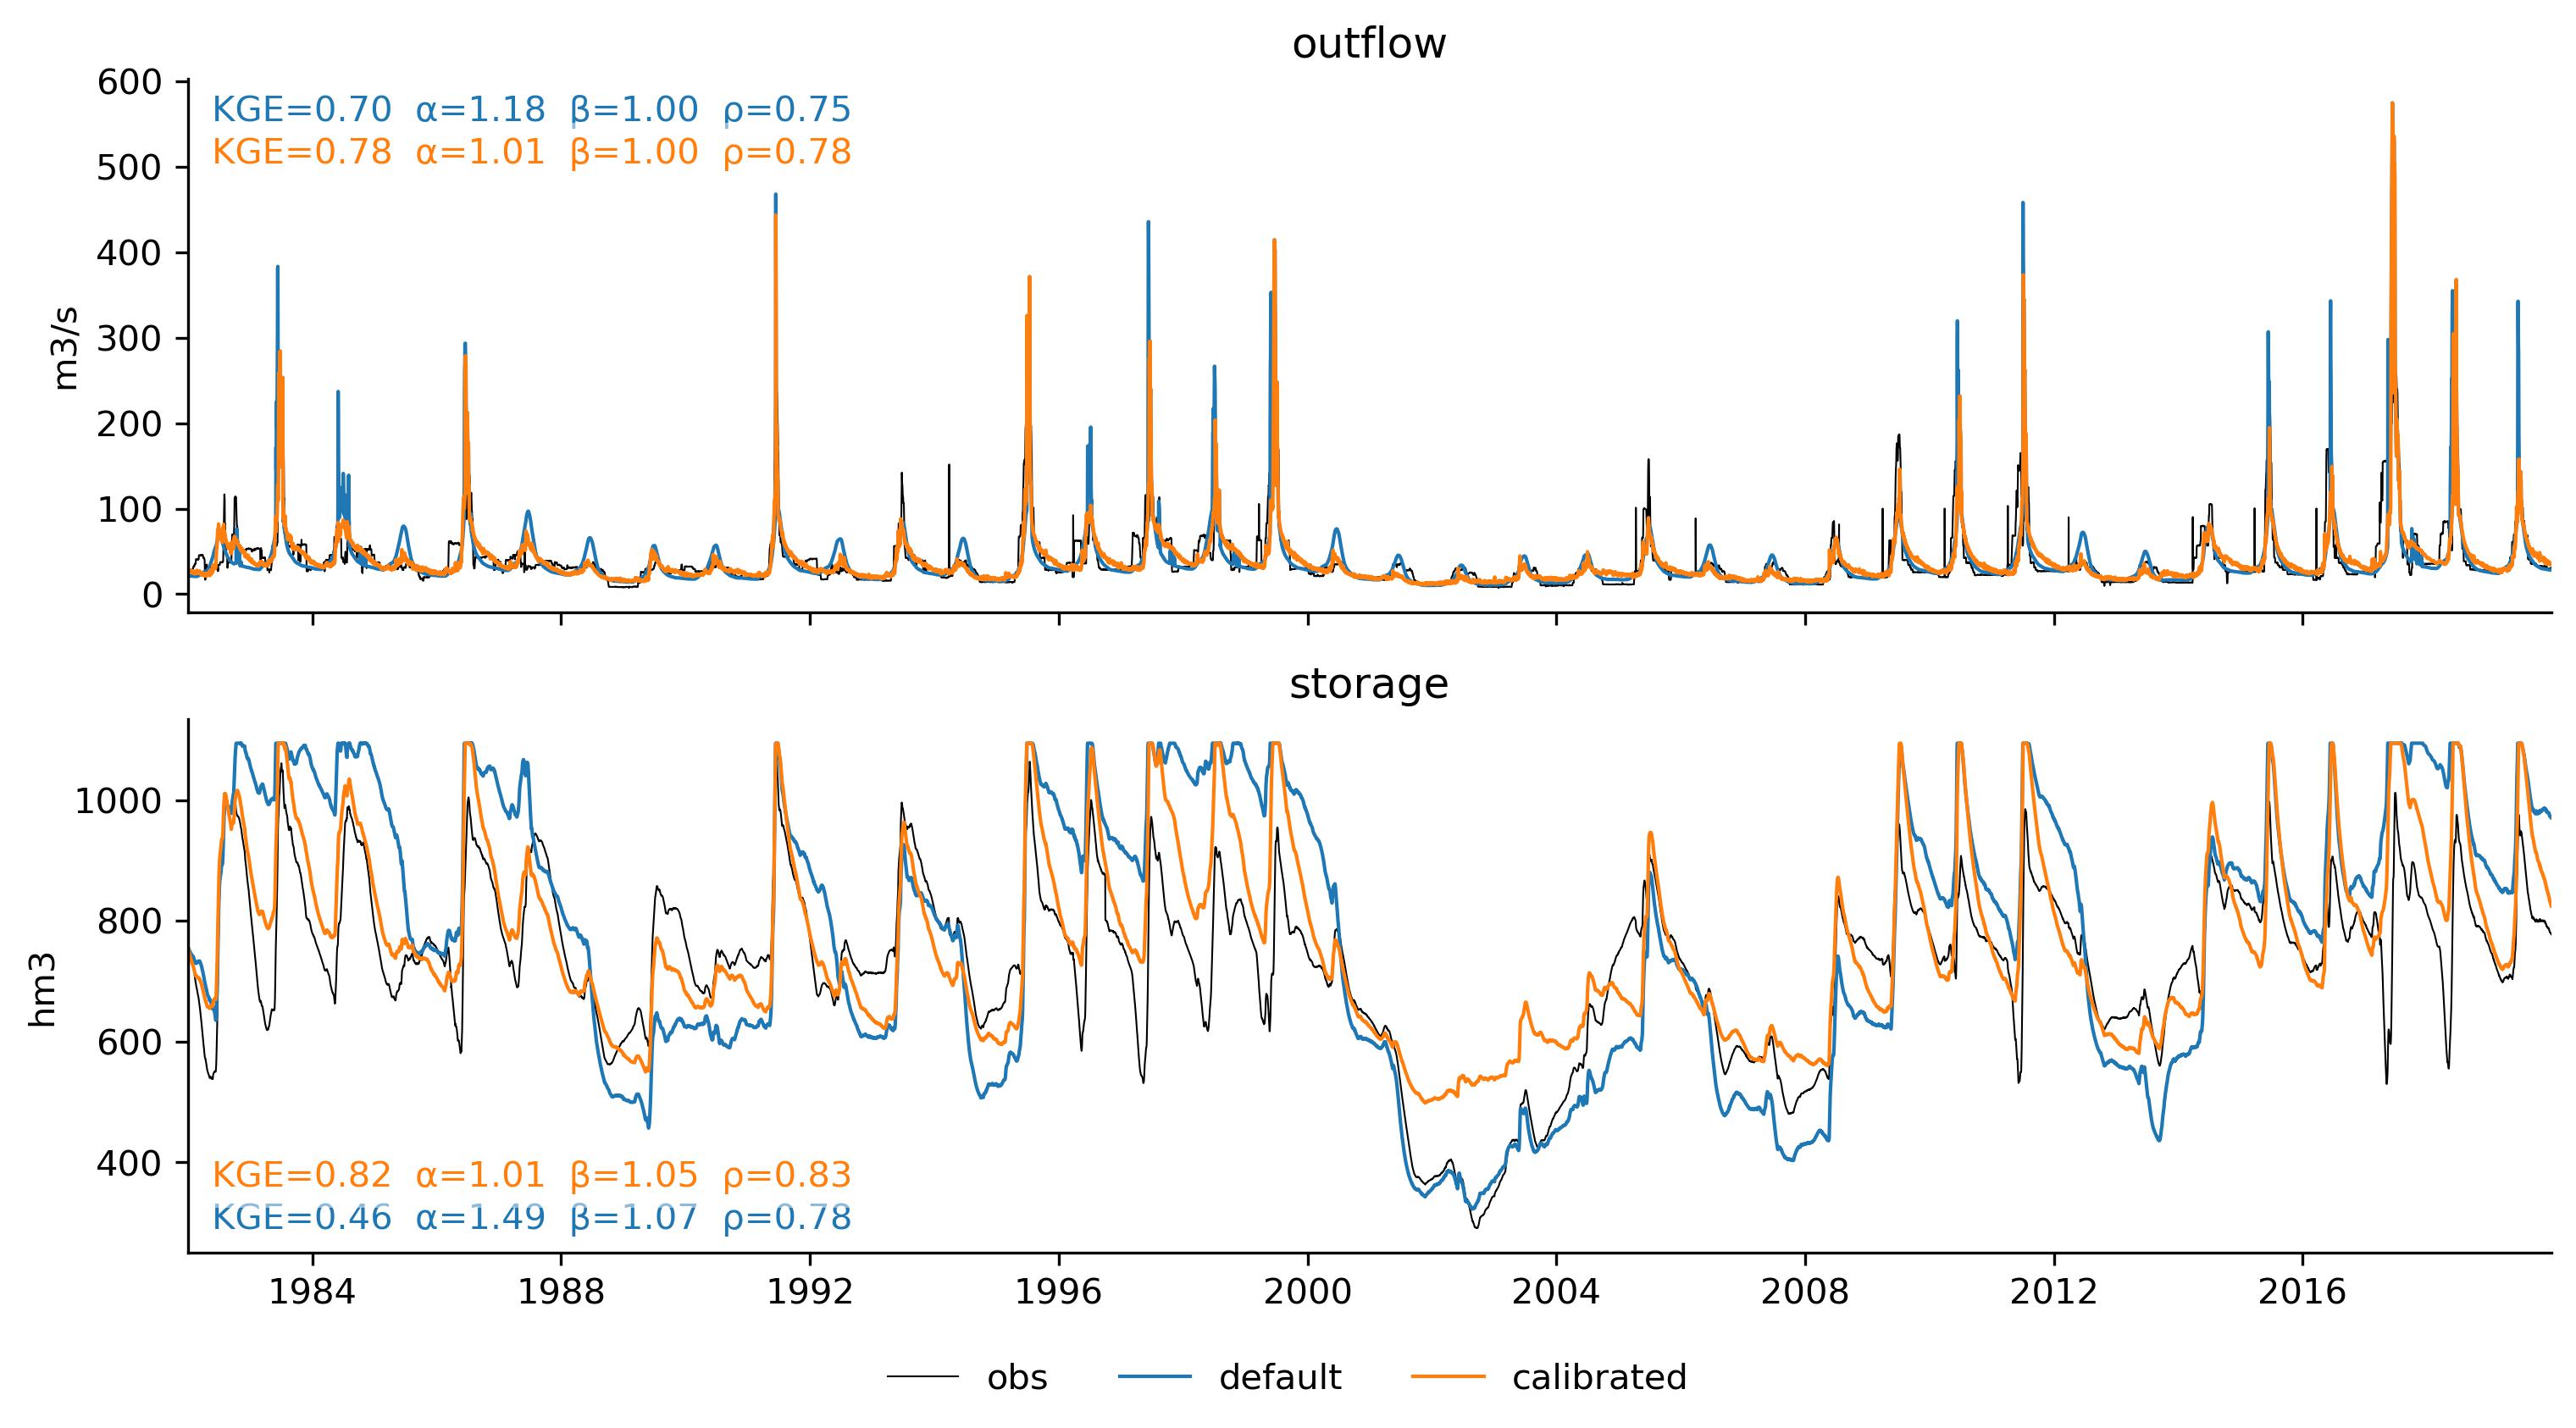 outflow
600
500
400
300
200
100
0
m3/s
KGE=0.70 α=1.18 β=1.00 ρ=0.75
KGE=0.78 α=1.01 β=1.00 ρ=0.78
storage
1000
800
600
400
hm3
KGE=0.82 α=1.01 β=1.05 ρ=0.83
KGE=0.46 α=1.49 β=1.07 ρ=0.78
1984 1988 1992 1996 2000 2004 2008 2012 2016
obs default calibrated